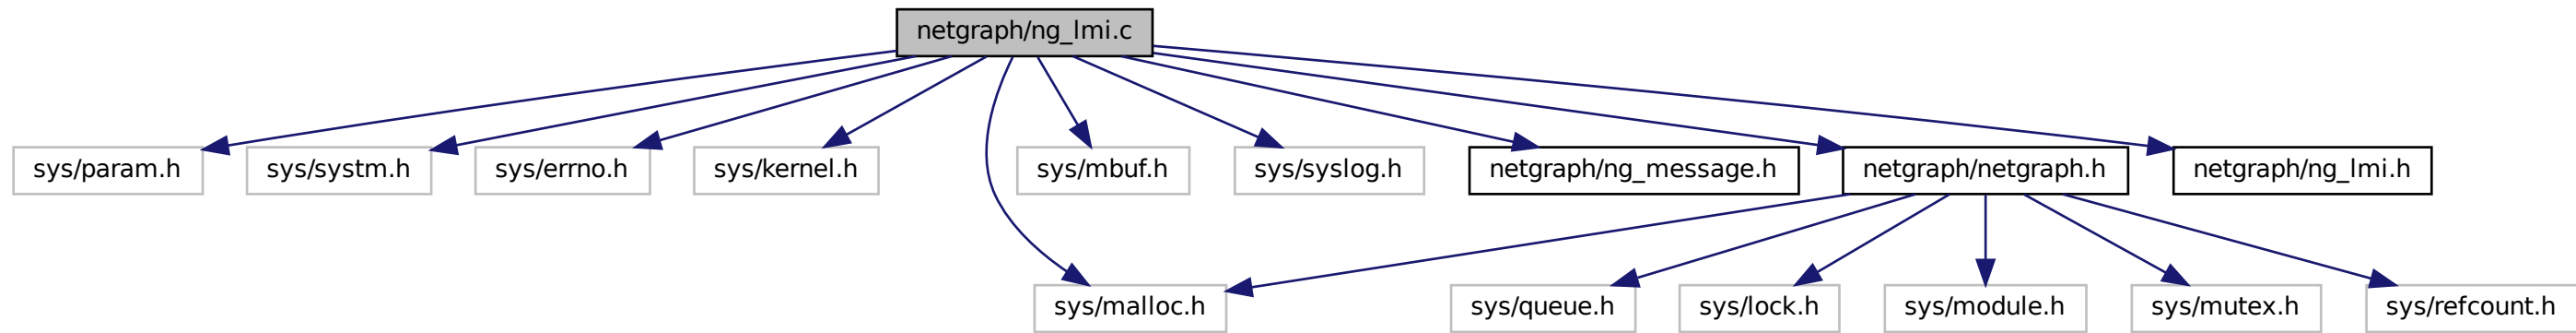 netgraph/ng_lmi.c
sys/param.h
sys/systm.h
sys/errno.h
sys/kernel.h
sys/mbuf.h
sys/syslog.h
netgraph/ng_message.h
netgraph/netgraph.h
netgraph/ng_lmi.h
sys/malloc.h
sys/queue.h
sys/lock.h
sys/module.h
sys/mutex.h
sys/refcount.h